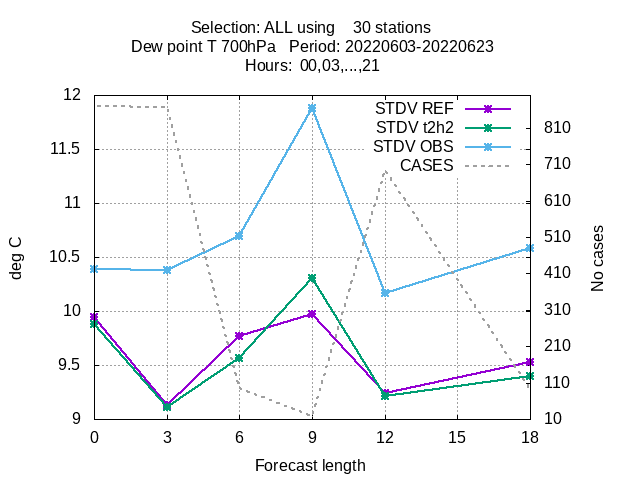 Selection: ALL using    30 stations
Dew point T 700hPa   Period: 20220603-20220623
Hours:  00,03,...,21
STDV REF
STDV t2h2
STDV OBS
CASES
12
11.5
11
10.5
10
9.5
9
810
710
610
510
410
310
210
110
10
deg C
No cases
0 3 6 9 12 15 18
Forecast length